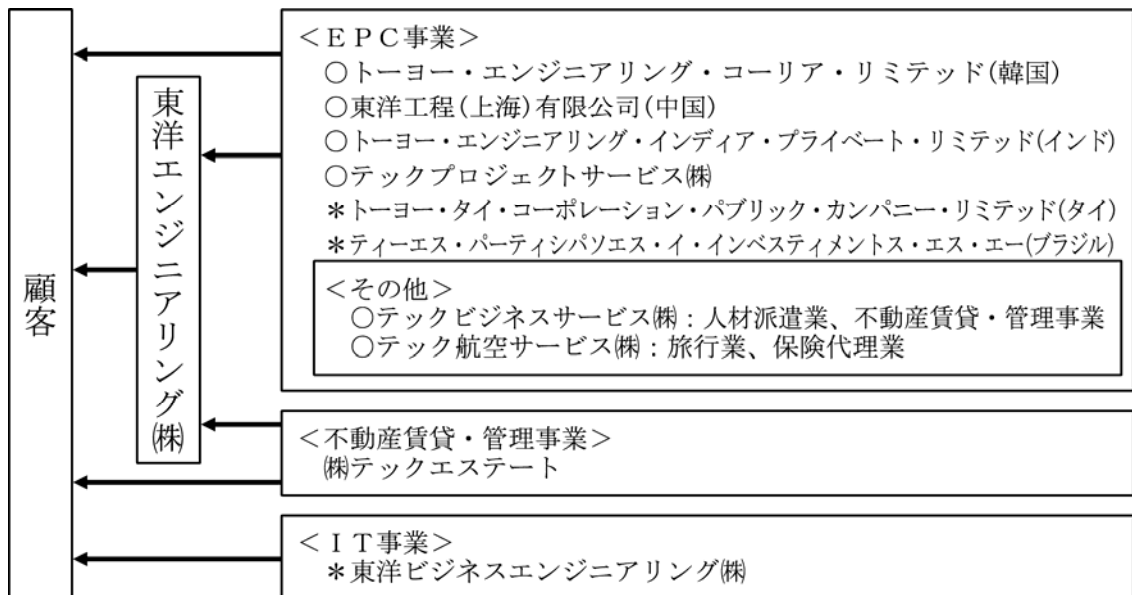 顧客
東洋エンジニアリング㈱
＜ＥＰＣ事業＞
○トーヨー・エンジニアリング・コーリア・リミテッド(韓国)
○東洋工程(上海)有限公司(中国)
○トーヨー・エンジニアリング・インディア・プライベート・リミテッド(インド)
○テックプロジェクトサービス㈱
＊トーヨー・タイ・コーポレーション・パブリック・カンパニー・リミテッド(タイ)
＊ティーエス・パーティシパソエス・イ・インベスティメントス・エス・エー(ブラジル)
＜その他＞
○テックビジネスサービス㈱：人材派遣業、不動産賃貸・管理事業
○テック航空サービス㈱：旅行業、保険代理業
＜不動産賃貸・管理事業＞
㈱テックエステート
＜ＩＴ事業＞
＊東洋ビジネスエンジニアリング㈱